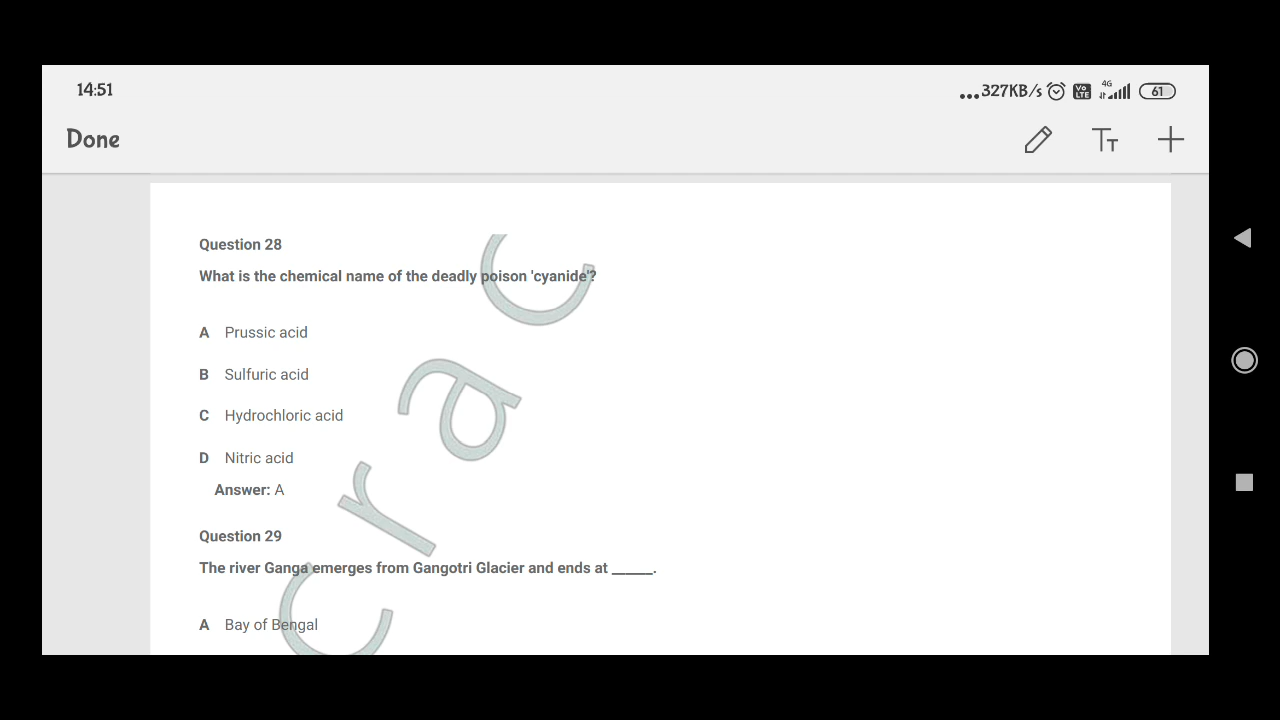 14:51
...327KB/s Vo LTE 4G 61
Done
Question 28
What is the chemical name of the deadly poison 'cyanide'?
A Prussic acid
B Sulfuric acid
C Hydrochloric acid
D Nitric acid
Answer: A
Question 29
The river Ganga emerges from Gangotri Glacier and ends at ______.
A Bay of Bengal
c r a c